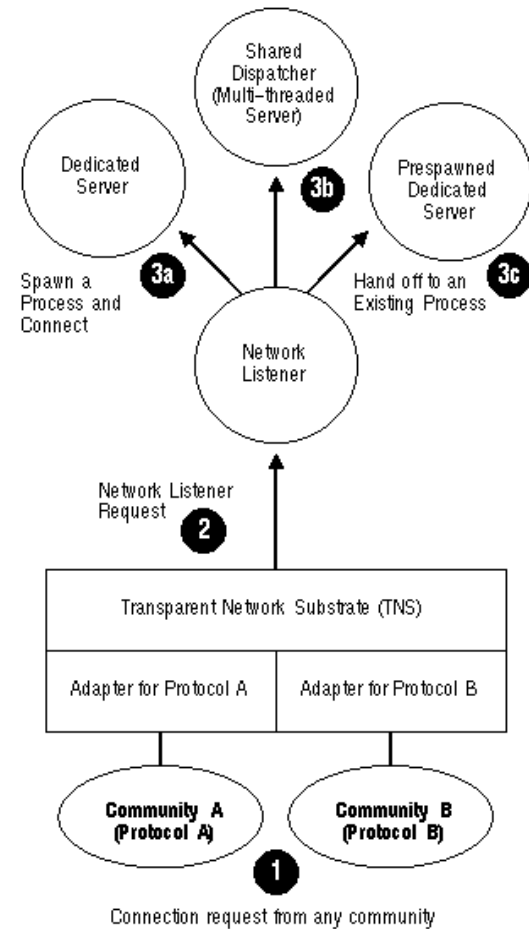 Shared
Dispatcher
(Multi-threaded
Server)
Dedicated
Server
Prespawned
Dedicated
Server
3b
3a
3c
Spawn a
Process and
Connect
Hand off to an
Existing Process
Network
Listener
Network Listener
Request
2
Transparent Network Substrate (TNS)
Adapter for Protocol A
Adapter for Protocol B
Community A
(Protocol A)
Community B
(Protocol B)
1
Connection request from any community